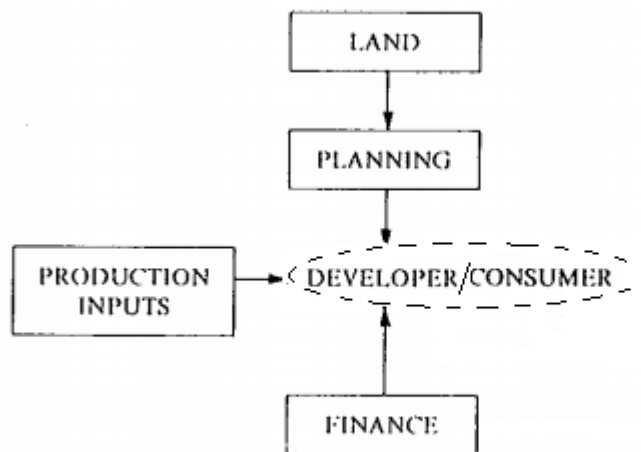 LAND
PLANNING
PRODUCTION
INPUTS
DEVELOPER/CONSUMER
FINANCE